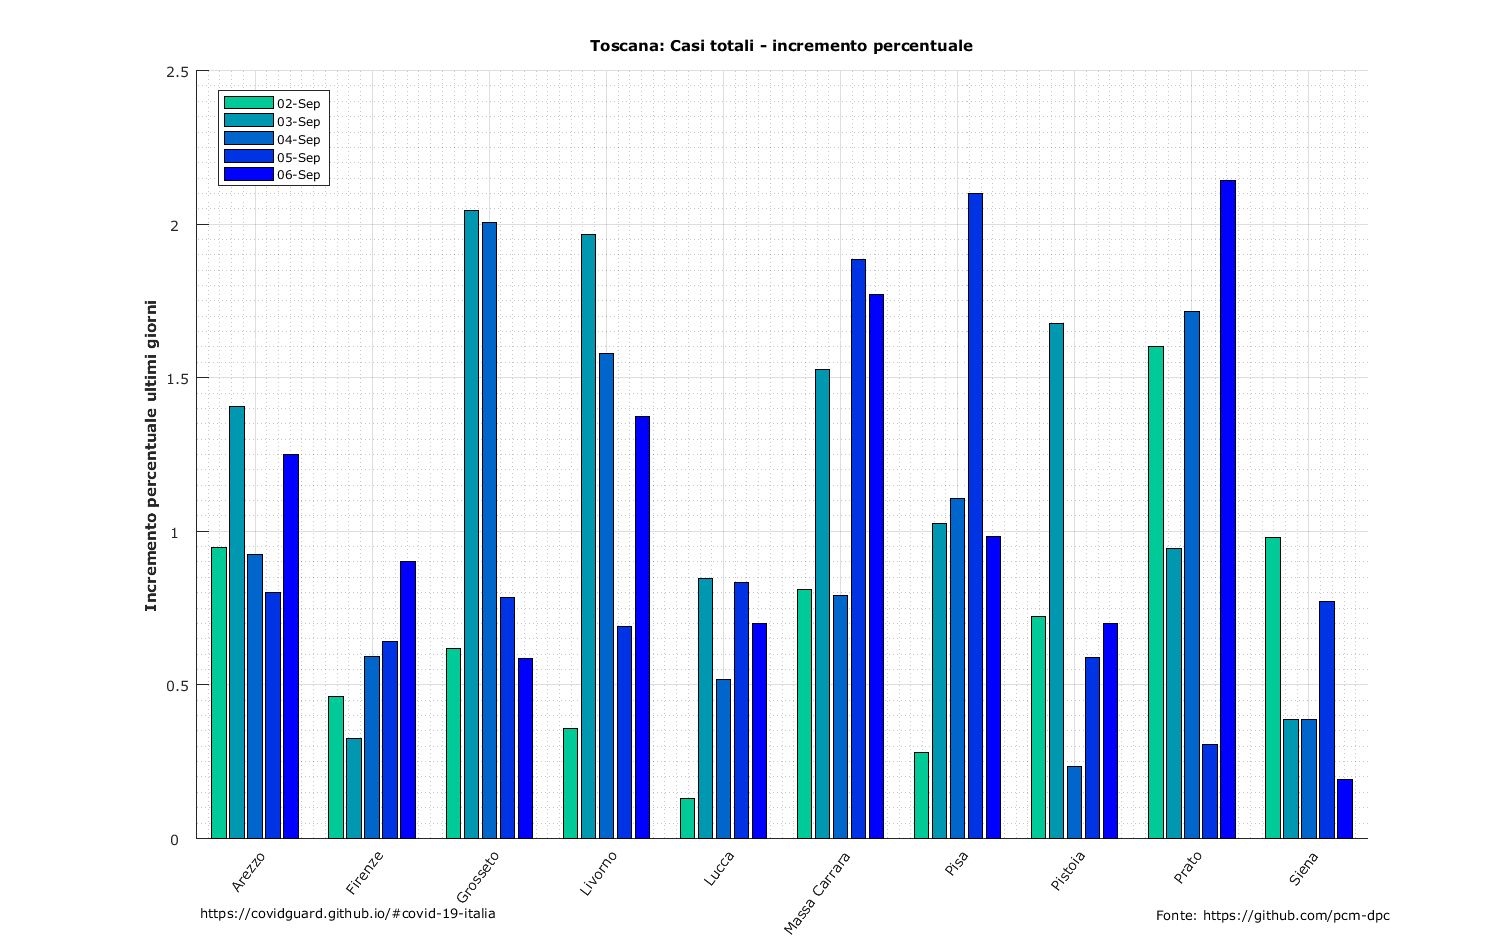 Toscana: Casi totali - incremento percentuale
Incremento percentuale ultimi giorni
2.5
2
1.5
1
0.5
0
02-Sep
03-Sep
04-Sep
05-Sep
06-Sep
Arezzo
Firenze
Grosseto
Livorno
Lucca
Massa Carrara
Pisa
Pistoia
Prato
Siena
https://covidguard.github.io/#covid-19-italia
Fonte: https://github.com/pcm-dpc